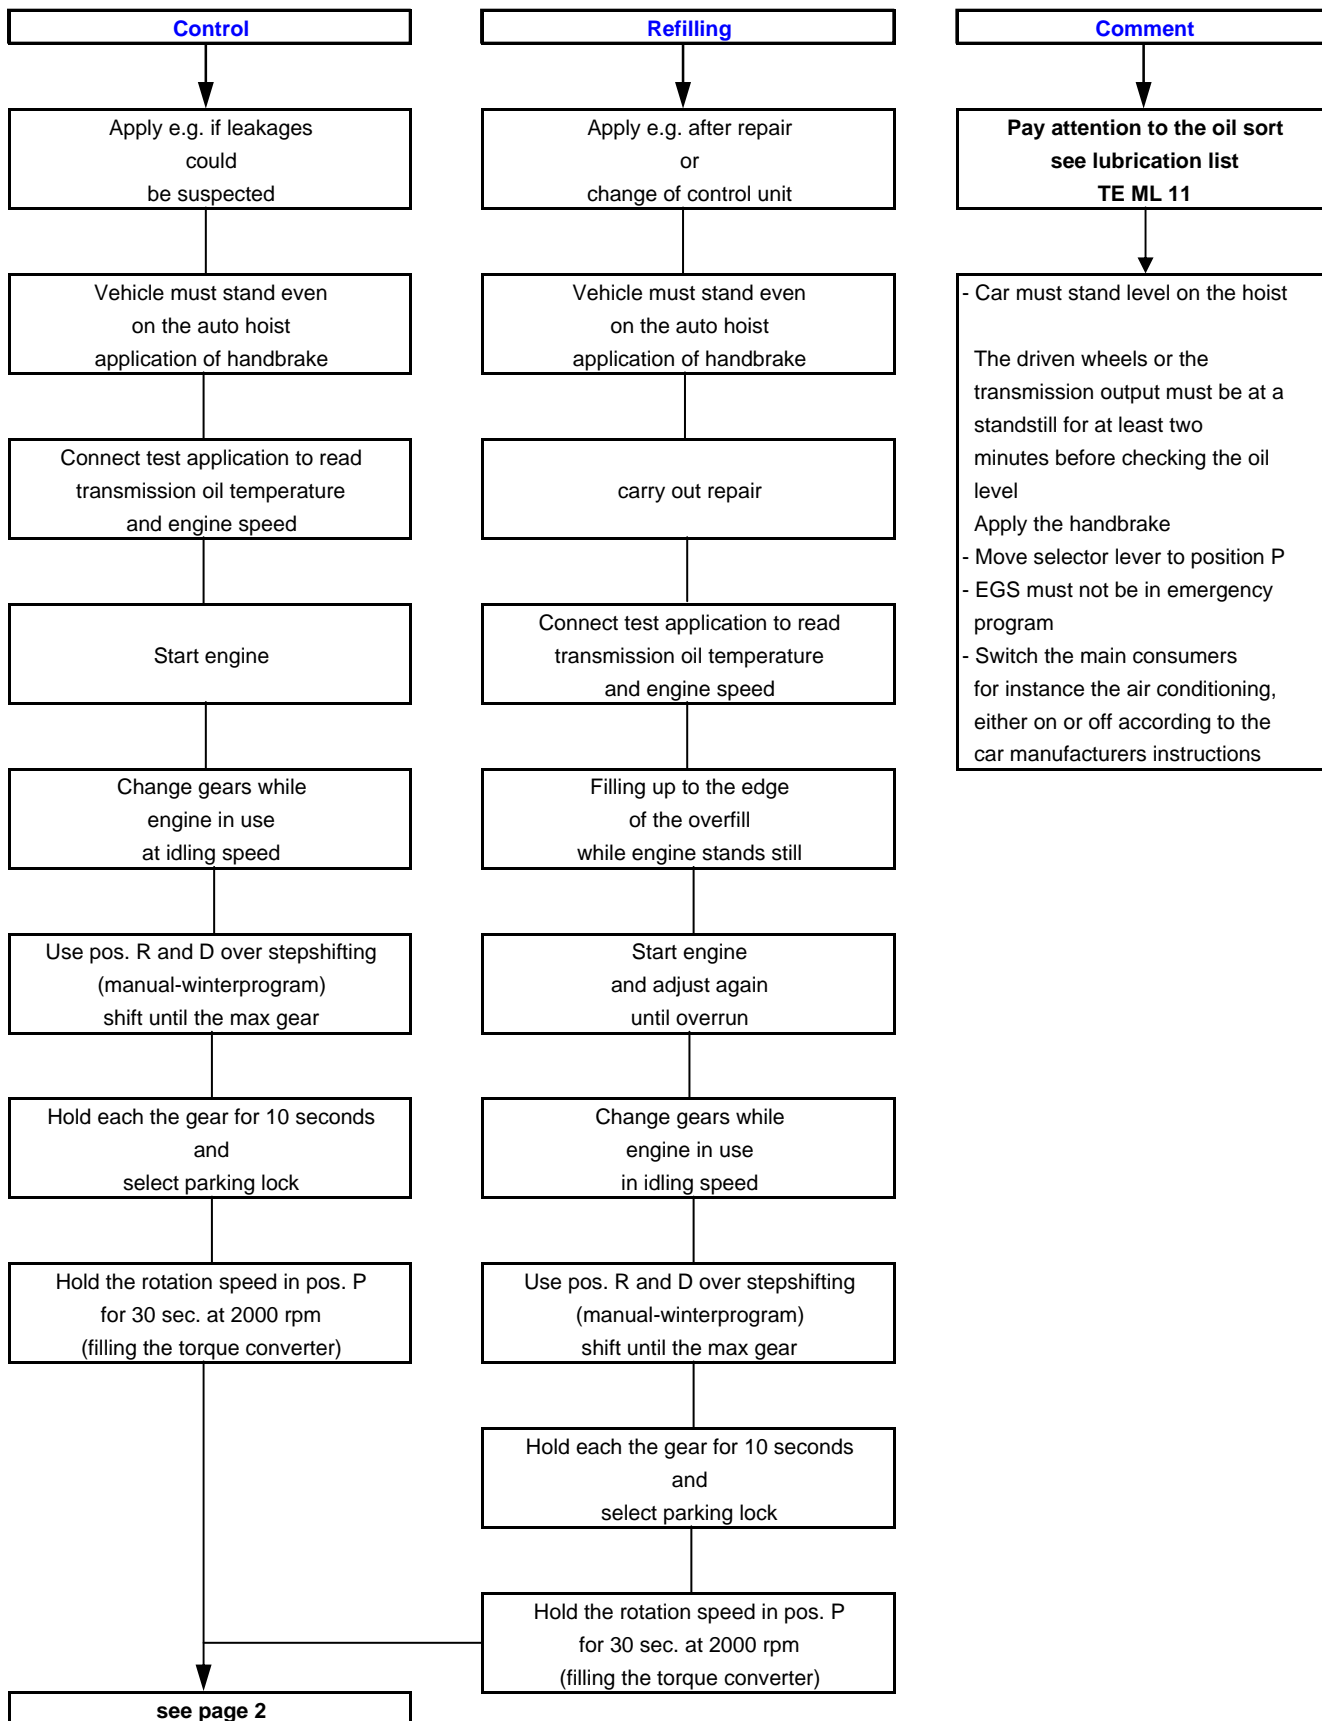 Control
Apply e.g. if leakages
could
be suspected
Vehicle must stand even
on the auto hoist
application of handbrake
Connect test application to read
transmission oil temperature
and engine speed
Start engine
Change gears while
engine in use
at idling speed
Use pos. R and D over stepshifting
(manual-winterprogram)
shift until the max gear
Hold each the gear for 10 seconds
and
select parking lock
Hold the rotation speed in pos. P
for 30 sec. at 2000 rpm
(filling the torque converter)
see page 2
Refilling
Apply e.g. after repair
or
change of control unit
Vehicle must stand even
on the auto hoist
application of handbrake
carry out repair
Connect test application to read
transmission oil temperature
and engine speed
Filling up to the edge
of the overfill
while engine stands still
Start engine
and adjust again
until overrun
Change gears while
engine in use
in idling speed
Use pos. R and D over stepshifting
(manual-winterprogram)
shift until the max gear
Hold each the gear for 10 seconds
and
select parking lock
Hold the rotation speed in pos. P
for 30 sec. at 2000 rpm
(filling the torque converter)
Comment
Pay attention to the oil sort
see lubrication list
TE ML 11
- Car must stand level on the hoist
The driven wheels or the
transmission output must be at a
standstill for at least two
minutes before checking the oil
level
Apply the handbrake
- Move selector lever to position P
- EGS must not be in emergency
program
- Switch the main consumers
for instance the air conditioning,
either on or off according to the
car manufacturers instructions